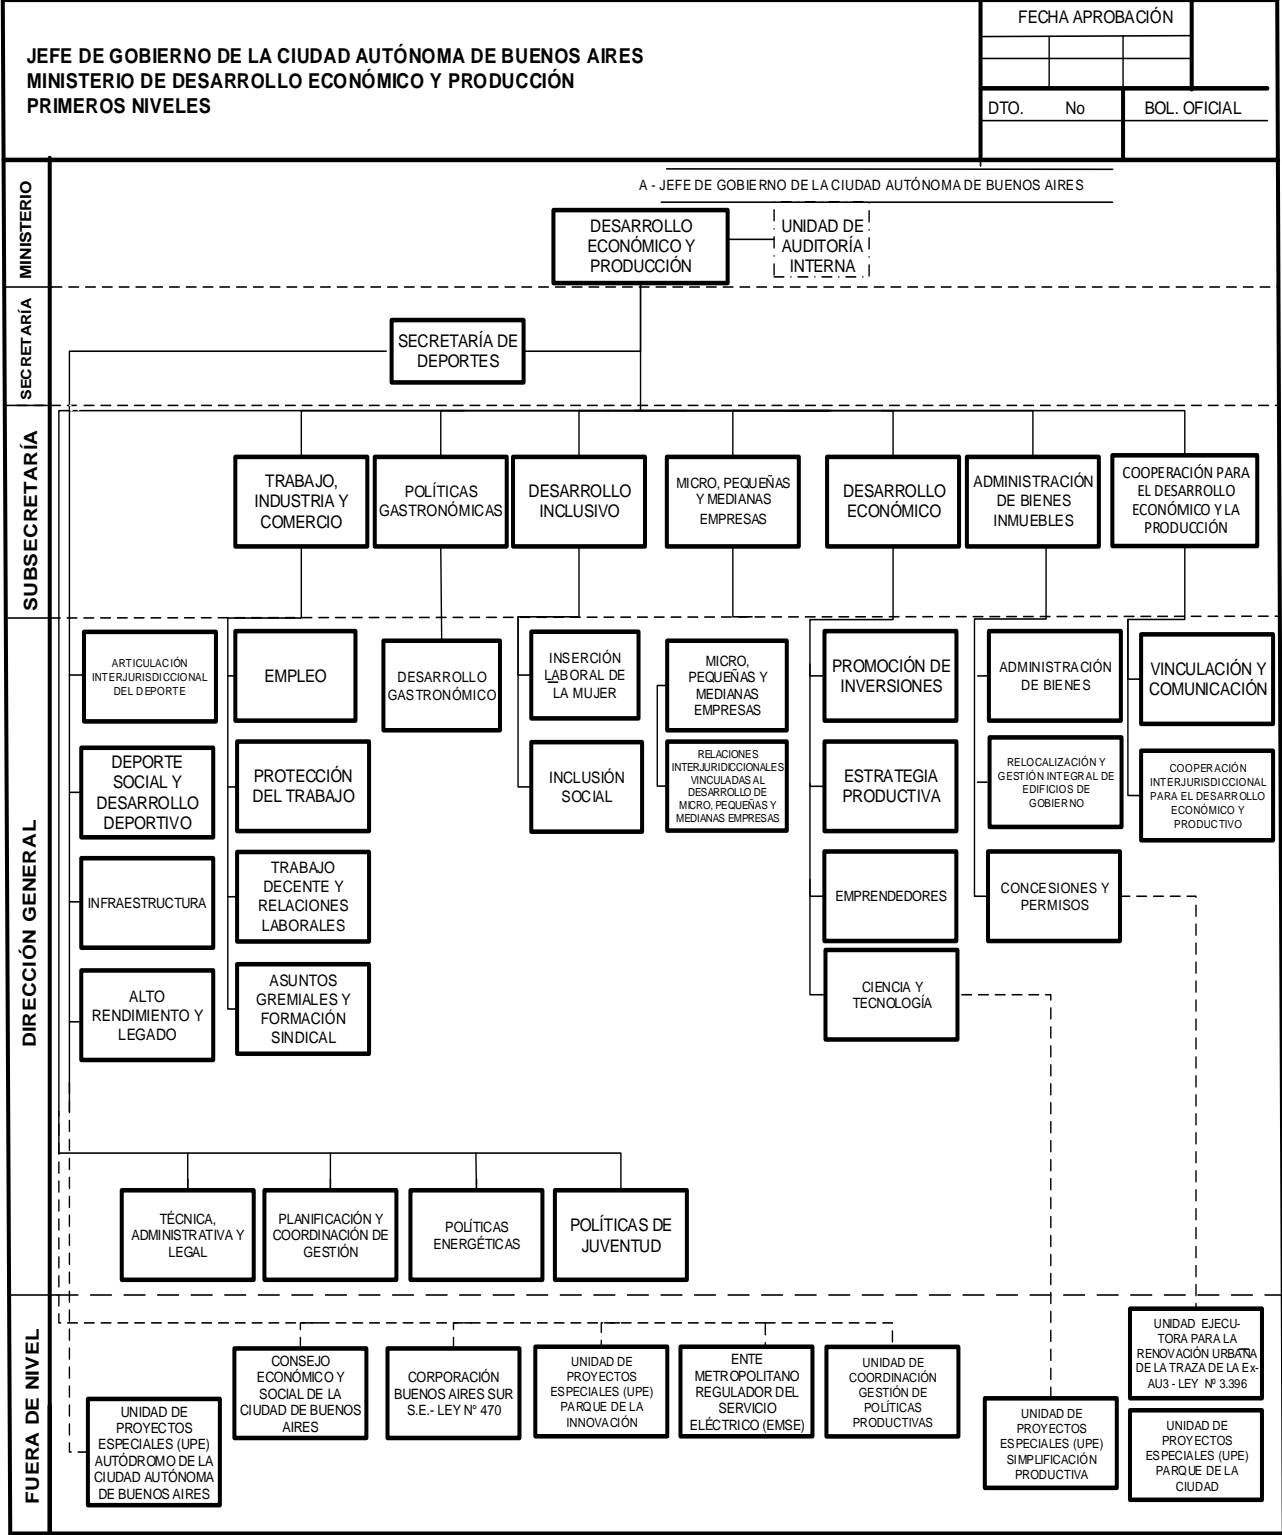 JEFE DE GOBIERNO DE LA CIUDAD AUTÓNOMA DE BUENOS AIRES
MINISTERIO DE DESARROLLO ECONÓMICO Y PRODUCCIÓN
PRIMEROS NIVELES
FECHA APROBACIÓN
DTO. No
BOL. OFICIAL
MINISTERIO
A - JEFE DE GOBIERNO DE LA CIUDAD AUTÓNOMA DE BUENOS AIRES
DESARROLLO
ECONÓMICO Y
PRODUCCIÓN
UNIDAD DE
AUDITORÍA
INTERNA
SECRETARÍA
SECRETARÍA DE
DEPORTES
SUBSECRETARÍA
TRABAJO,
INDUSTRIA Y
COMERCIO
POLÍTICAS
GASTRONÓMICAS
DESARROLLO
INCLUSIVO
MICRO, PEQUEÑAS
Y MEDIANAS
EMPRESAS
DESARROLLO
ECONÓMICO
ADMINISTRACIÓN
DE BIENES
INMUEBLES
COOPERACIÓN PARA
EL DESARROLLO
ECONÓMICO Y LA
PRODUCCIÓN
DIRECCIÓN GENERAL
ARTICULACIÓN
INTERJURISDICCIONAL
DEL DEPORTE
EMPLEO
DESARROLLO
GASTRONÓMICO
INSERCIÓN
LABORAL DE
LA MUJER
MICRO,
PEQUEÑAS Y
MEDIANAS
EMPRESAS
PROMOCIÓN DE
INVERSIONES
ADMINISTRACIÓN
DE BIENES
VINCULACIÓN Y
COMUNICACIÓN
DEPORTE
SOCIAL Y
DESARROLLO
DEPORTIVO
PROTECCIÓN
DEL TRABAJO
INCLUSIÓN
SOCIAL
RELACIONES
INTERJURIDICCIONALES
VINCULADAS AL
DESARROLLO DE
MICRO, PEQUEÑAS Y
MEDIANAS EMPRESAS
ESTRATEGIA
PRODUCTIVA
RELOCALIZACIÓN Y
GESTIÓN INTEGRAL DE
EDIFICIOS DE
GOBIERNO
COOPERACIÓN
INTERJURISDICCIONAL
PARA EL DESARROLLO
ECONÓMICO Y
PRODUCTIVO
INFRAESTRUCTURA
TRABAJO
DECENTE Y
RELACIONES
LABORALES
EMPRENDEDORES
CONCESIONES Y
PERMISOS
ALTO
RENDIMIENTO Y
LEGADO
ASUNTOS
GREMIALES Y
FORMACIÓN
SINDICAL
CIENCIA Y
TECNOLOGÍA
TÉCNICA,
ADMINISTRATIVA Y
LEGAL
PLANIFICACIÓN Y
COORDINACIÓN DE
GESTIÓN
POLÍTICAS
ENERGÉTICAS
POLÍTICAS DE
JUVENTUD
FUERA DE NIVEL
UNIDAD DE
PROYECTOS
ESPECIALES (UPE)
AUTÓDROMO DE LA
CIUDAD AUTÓNOMA
DE BUENOS AIRES
CONSEJO
ECONÓMICO Y
SOCIAL DE LA
CIUDAD DE BUENOS
AIRES
CORPORACIÓN
BUENOS AIRES SUR
S.E.- LEY N° 470
UNIDAD DE
PROYECTOS
ESPECIALES (UPE)
PARQUE DE LA
INNOVACIÓN
ENTE
METROPOLITANO
REGULADOR DEL
SERVICIO
ELÉCTRICO (EMSE)
UNIDAD DE
COORDINACIÓN
GESTIÓN DE
POLÍTICAS
PRODUCTIVAS
UNIDAD DE
PROYECTOS
ESPECIALES (UPE)
SIMPLIFICACIÓN
PRODUCTIVA
UNIDAD EJECU-
TORA PARA LA
RENOVACIÓN URBANA
DE LA TRAZA DE LA Ex-
AU3 - LEY Nº 3.396
UNIDAD DE
PROYECTOS
ESPECIALES (UPE)
PARQUE DE LA
CIUDAD